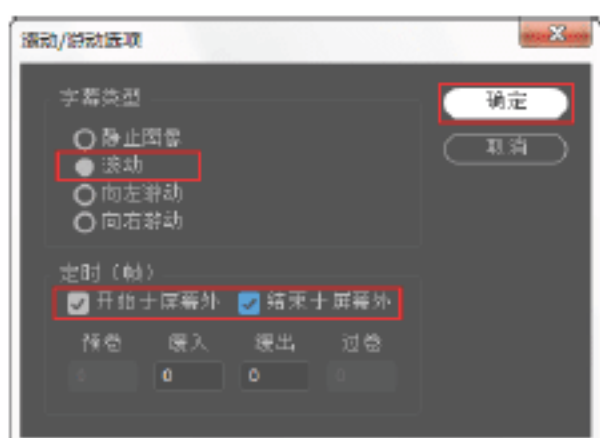 滚动/游动选项
字幕类型
静止图像
滚动
向左游动
向右游动
确定
取消
定时(帧)
开始于屏幕外 结束于屏幕外
预卷 缓入 缓出 过卷
0 0 0 0